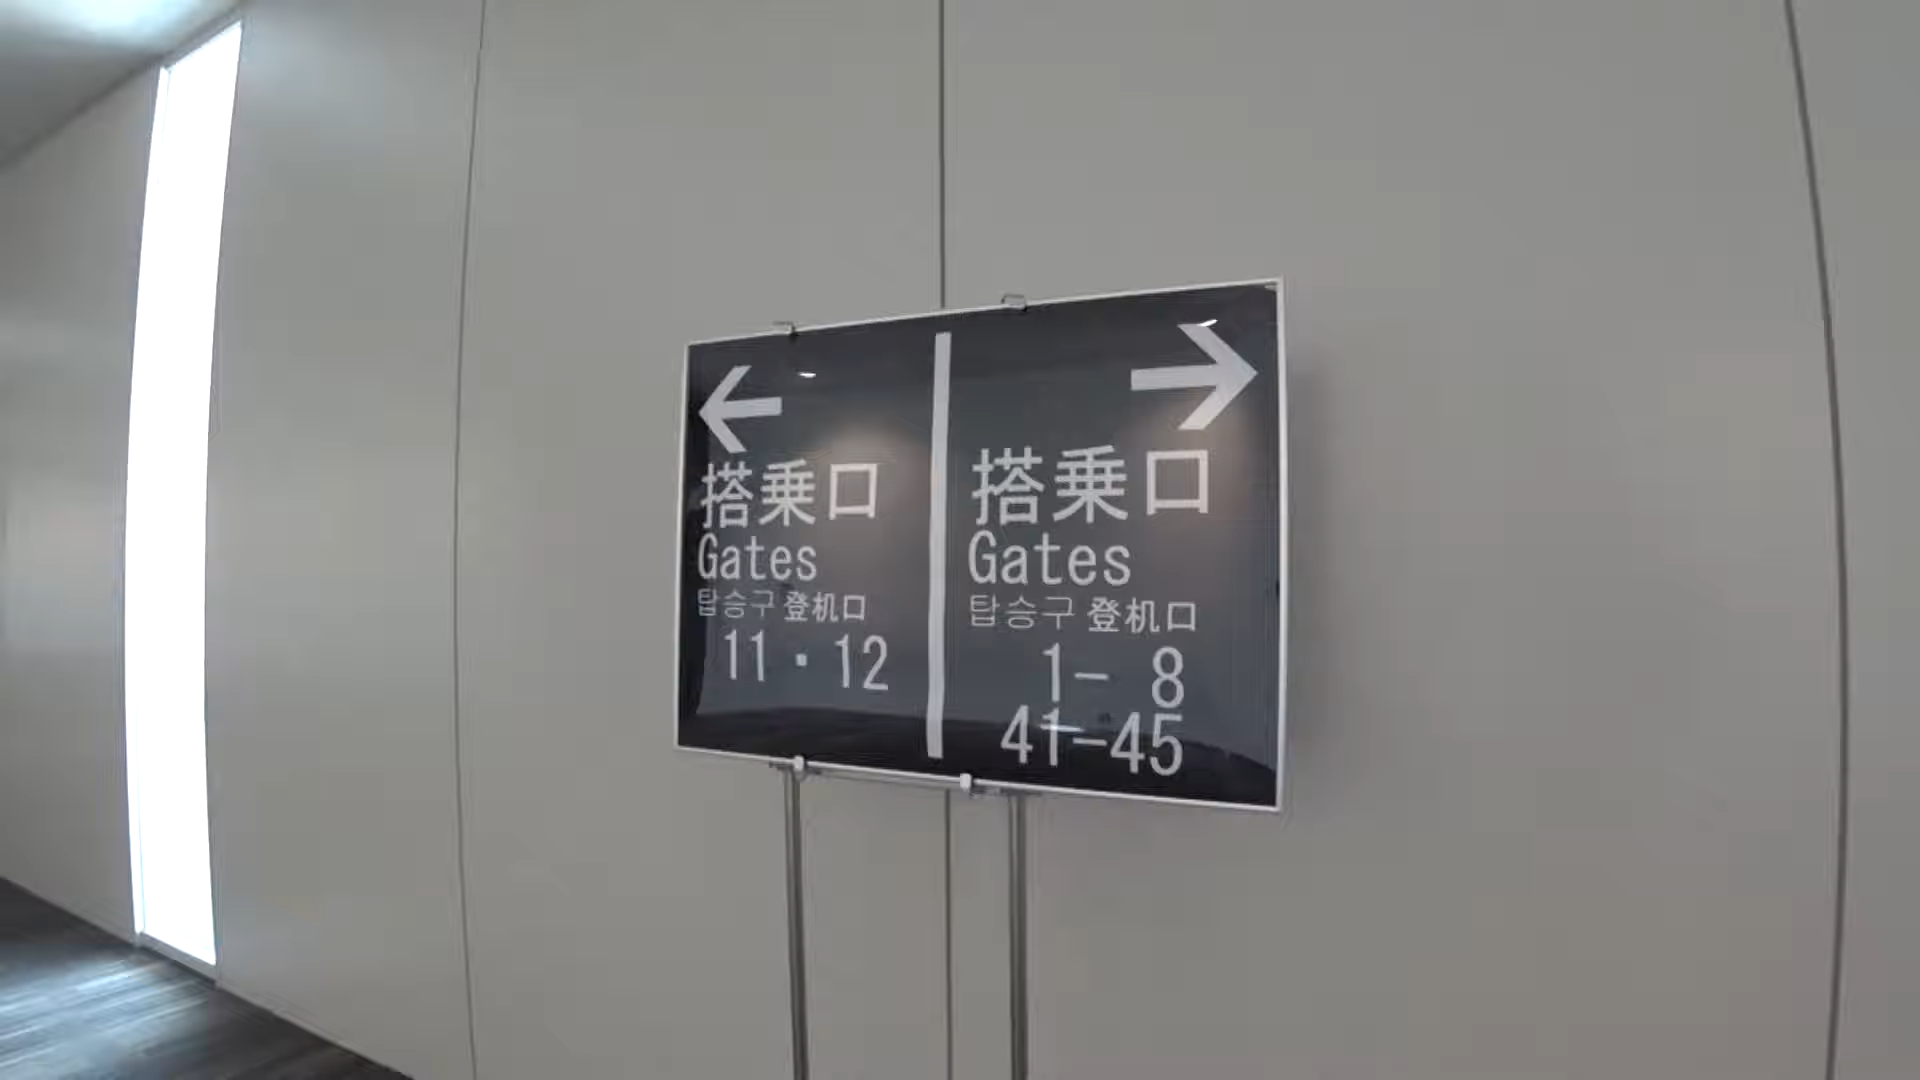 ←
搭乗口
Gates
탑승구 登机口
11・12
→
搭乗口
Gates
탑승구 登机口
1- 8
41-45